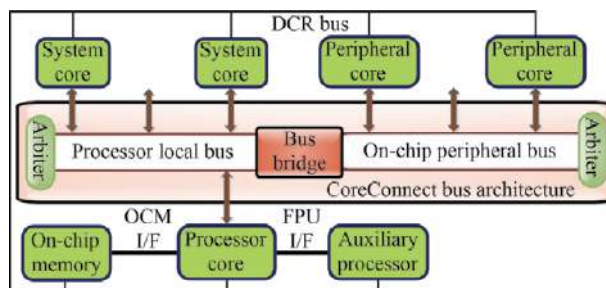 DCR bus
System
core
System
core
Peripheral
core
Peripheral
core
Arbiter
Processor local bus
Bus
bridge
On-chip peripheral bus
Arbiter
CoreConnect bus architecture
OCM
I/F
FPU
I/F
On-chip
memory
Processor
core
Auxiliary
processor